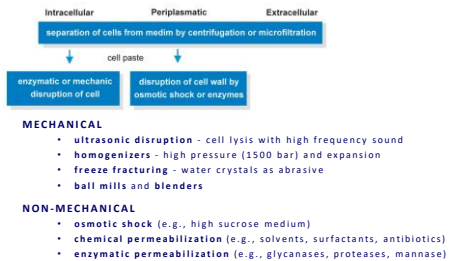 Intracellular Periplasmatic Extracellular
separation of cells from medim by centrifugation or microfiltration
cell paste
enzymatic or mechanic disruption of cell wall by
disruption of cell osmotic shock or enzymes
MECHANICAL
• ultrasonic disruption - cell lysis with high frequency sound
• homogenizers - high pressure (1500 bar) and expansion
• freeze fracturing - water crystals as abrasive
• ball mills and blenders
NON-MECHANICAL
• osmotic shock (e.g., high sucrose medium)
• chemical permeabilization (e.g., solvents, surfactants, antibiotics)
• enzymatic permeabilization (e.g., glycanases, proteases, mannase)